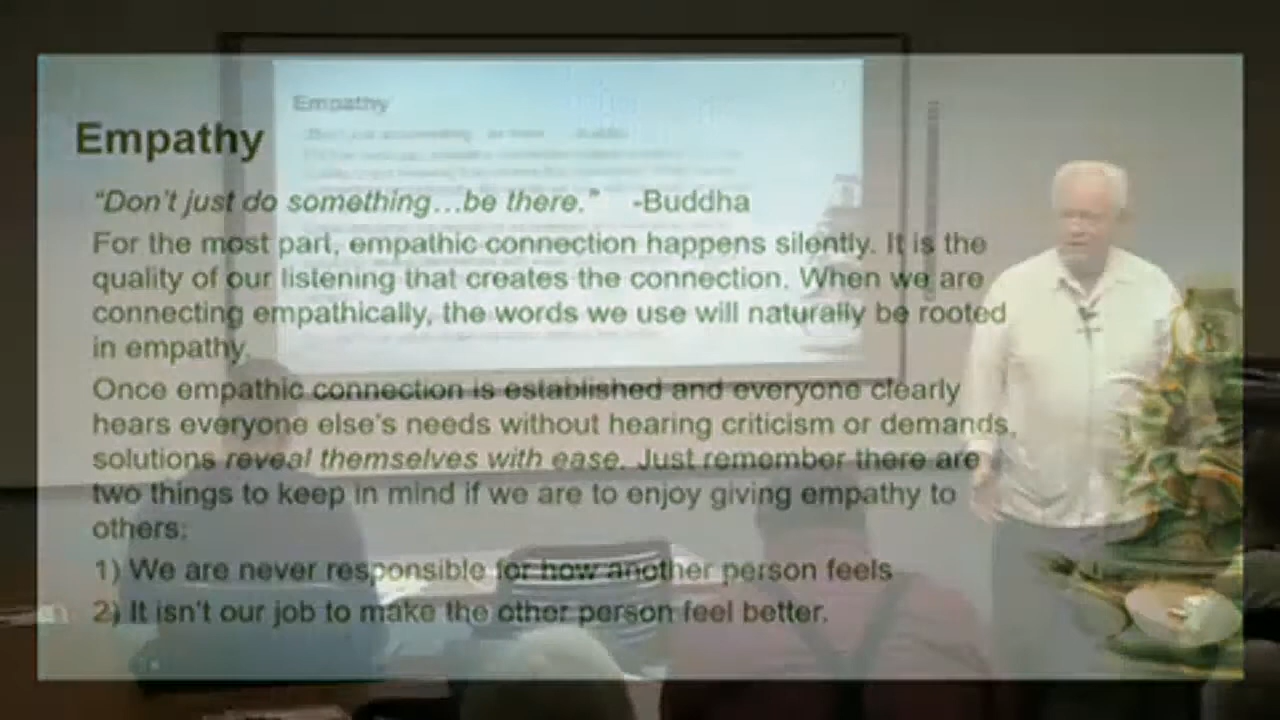 Empathy
Empathy
“Don’t just do something...be there.” -Buddha
For the most part, empathic connection happens silently. It is the
quality of our listening that creates the connection. When we are
connecting empathically, the words we use will naturally be rooted
in empathy.
Once empathic connection is established and everyone clearly
hears everyone else’s needs without hearing criticism or demands,
solutions reveal themselves with ease. Just remember there are
two things to keep in mind if we are to enjoy giving empathy to
others:
1) We are never responsible for how another person feels
2) It isn’t our job to make the other person feel better.